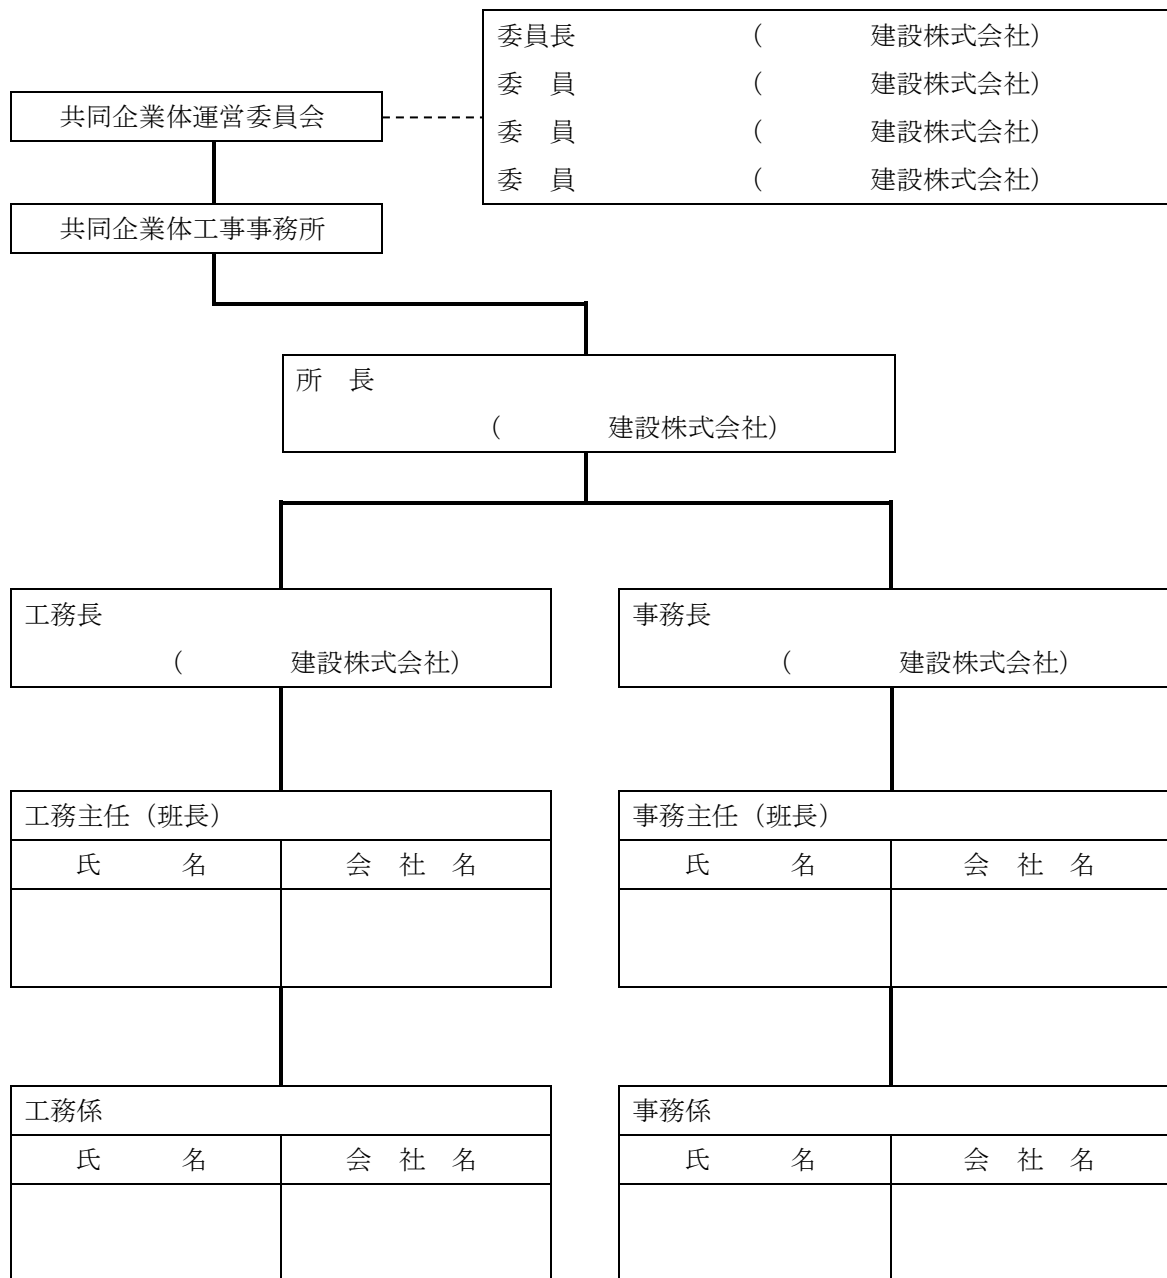 委員長　（　建設株式会社）
委　員　（　建設株式会社）
委　員　（　建設株式会社）
委　員　（　建設株式会社）
共同企業体運営委員会
共同企業体工事事務所
所　長
（　建設株式会社）
工務長
（　建設株式会社）
事務長
（　建設株式会社）
工務主任（班長）
氏　名　会　社　名
事務主任（班長）
氏　名　会　社　名
工務係
氏　名　会　社　名
事務係
氏　名　会　社　名